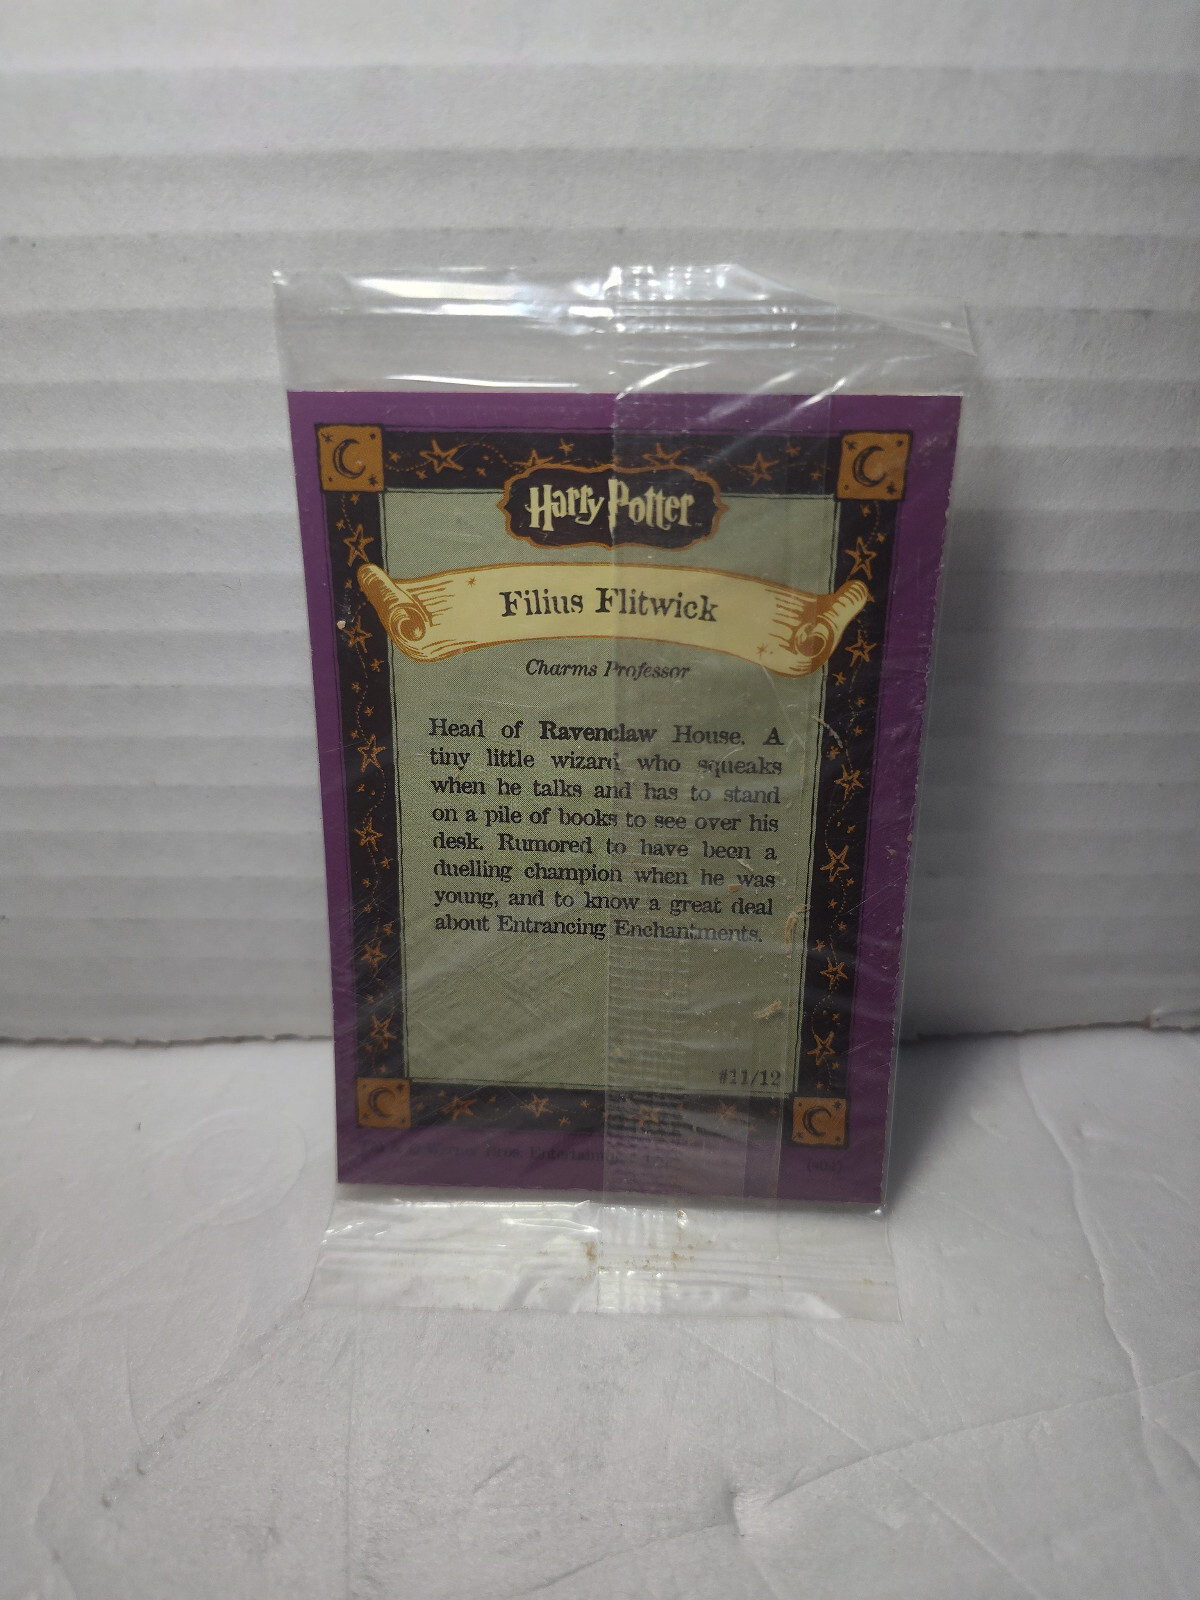 Harry Potter
Filius Flitwick
Charms Professor
Head of Ravenclaw House. A
tiny little wizard who squeaks
when he talks and has to stand
on a pile of books to see over his
desk. Rumored to have been a
duelling champion when he was
young, and to know a great deal
about Entrancing Enchantments.
#11/12